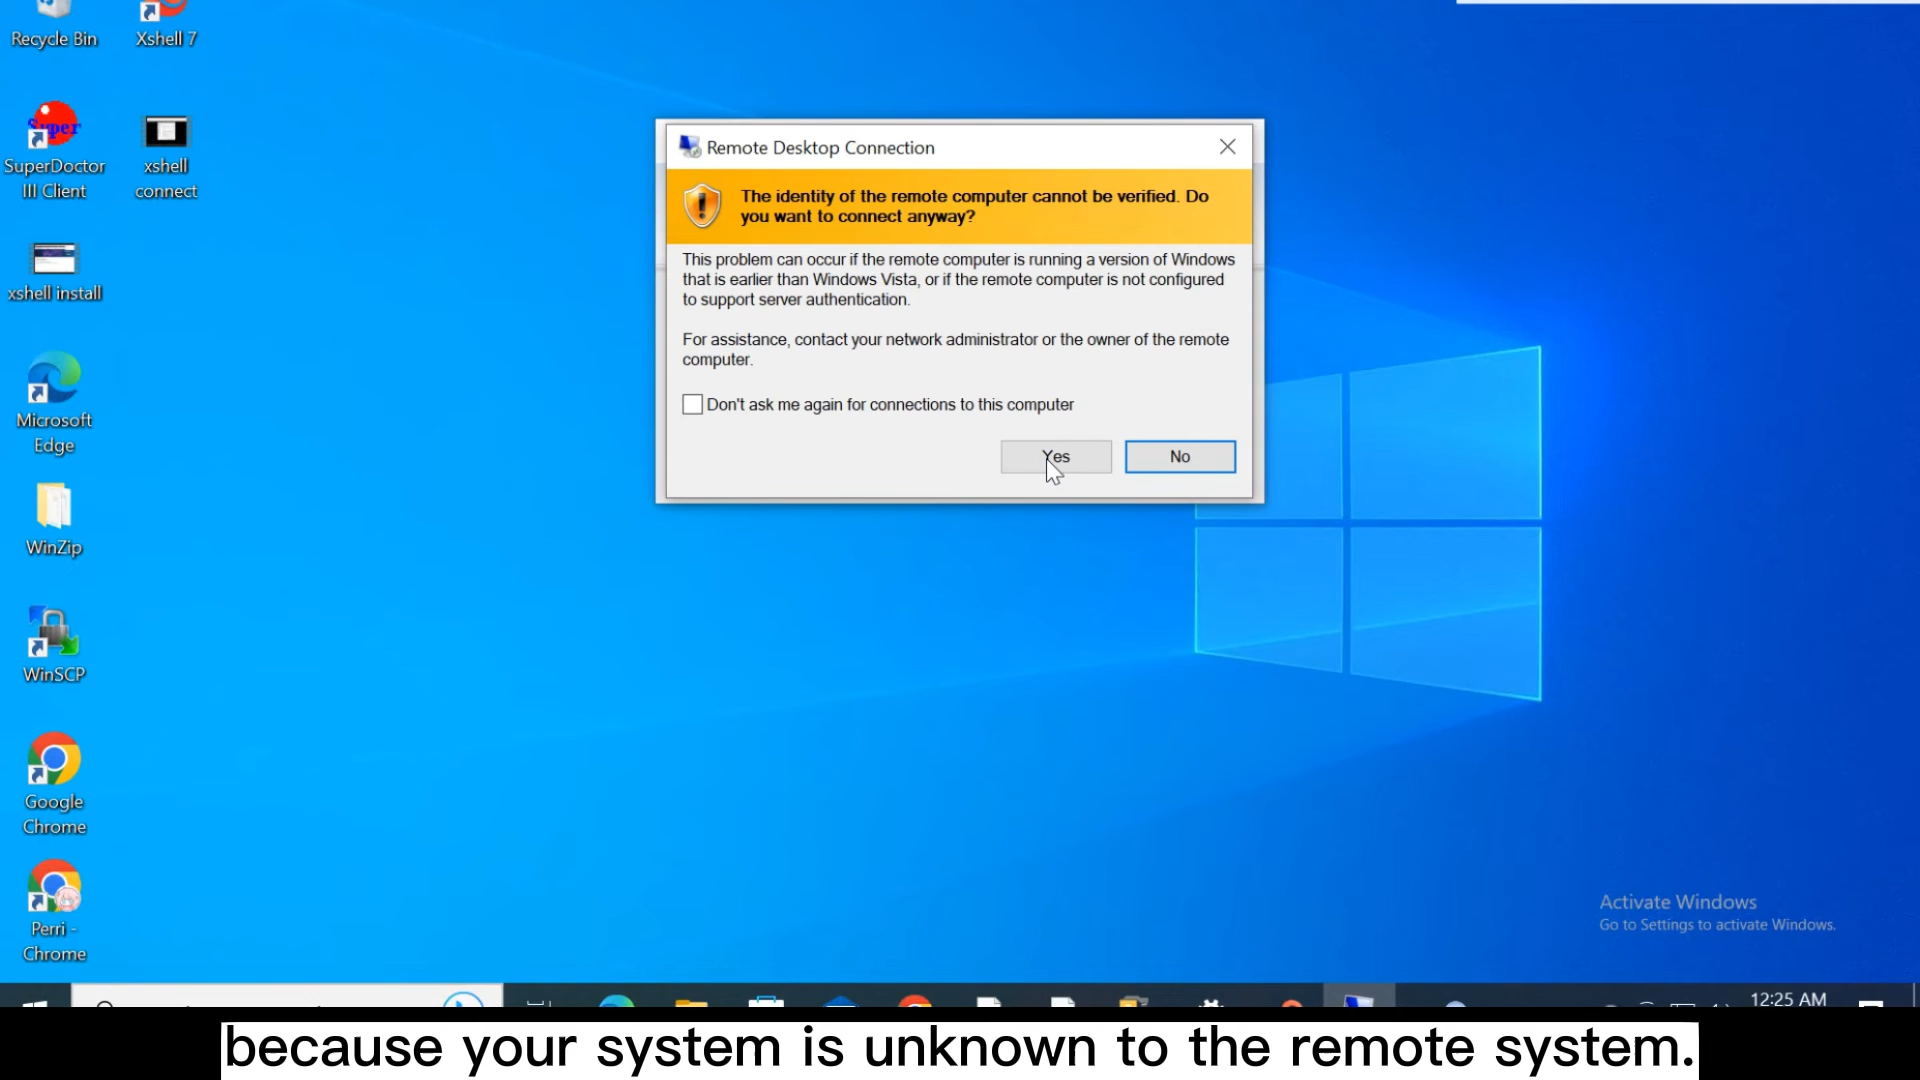 Recycle Bin
Xshell 7
Super
SuperDoctor
III Client
xshell
connect
xshell install
Microsoft
Edge
WinZip
WinSCP
Google
Chrome
Perri -
Chrome
Remote Desktop Connection
The identity of the remote computer cannot be verified. Do
you want to connect anyway?
This problem can occur if the remote computer is running a version of Windows
that is earlier than Windows Vista, or if the remote computer is not configured
to support server authentication.
For assistance, contact your network administrator or the owner of the remote
computer.
Don't ask me again for connections to this computer
Yes
No
Activate Windows
Go to Settings to activate Windows.
12:25 AM
because your system is unknown to the remote system.